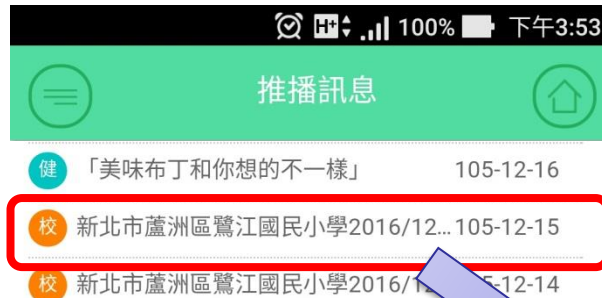 H+ 100% 下午3:53
推播訊息
健 「美味布丁和你想的不一樣」 105-12-16
校 新北市蘆洲區鷺江國民小學2016/12... 105-12-15
校 新北市蘆洲區鷺江國民小學2016/ -12-14